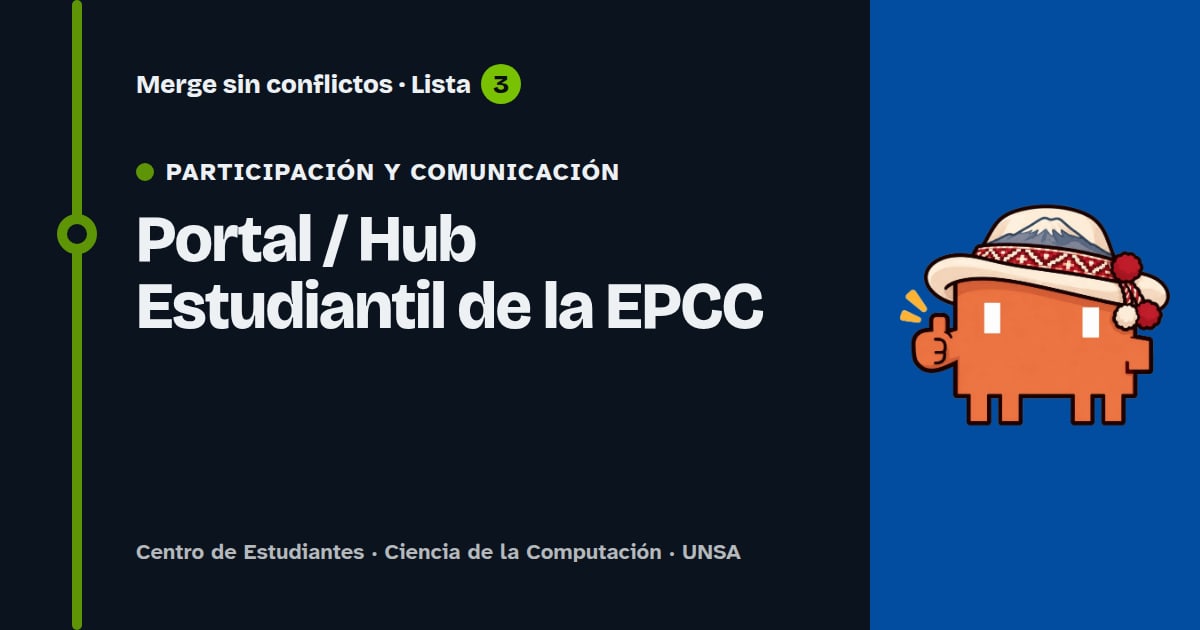 Merge sin conflictos · Lista 3
PARTICIPACIÓN Y COMUNICACIÓN
Portal / Hub
Estudiantil de la EPCC
Centro de Estudiantes · Ciencia de la Computación · UNSA